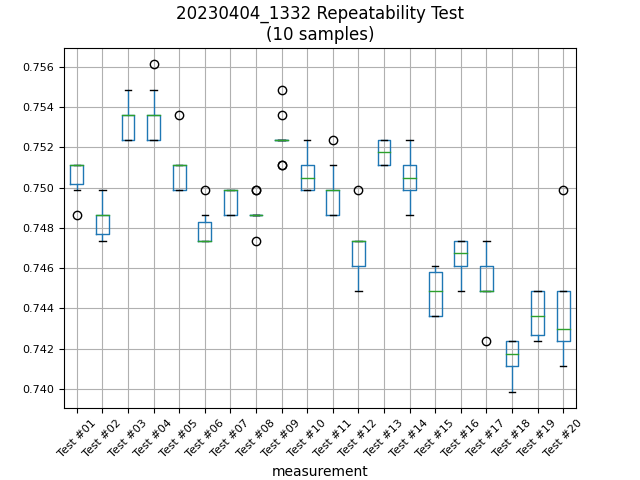 20230404_1332 Repeatability Test
(10 samples)
0.756
0.754
0.752
0.750
0.748
0.746
0.744
0.742
0.740
Test #01
Test #02
Test #03
Test #04
Test #05
Test #06
Test #07
Test #08
Test #09
Test #10
Test #11
Test #12
Test #13
Test #14
Test #15
Test #16
Test #17
Test #18
Test #19
Test #20
measurement